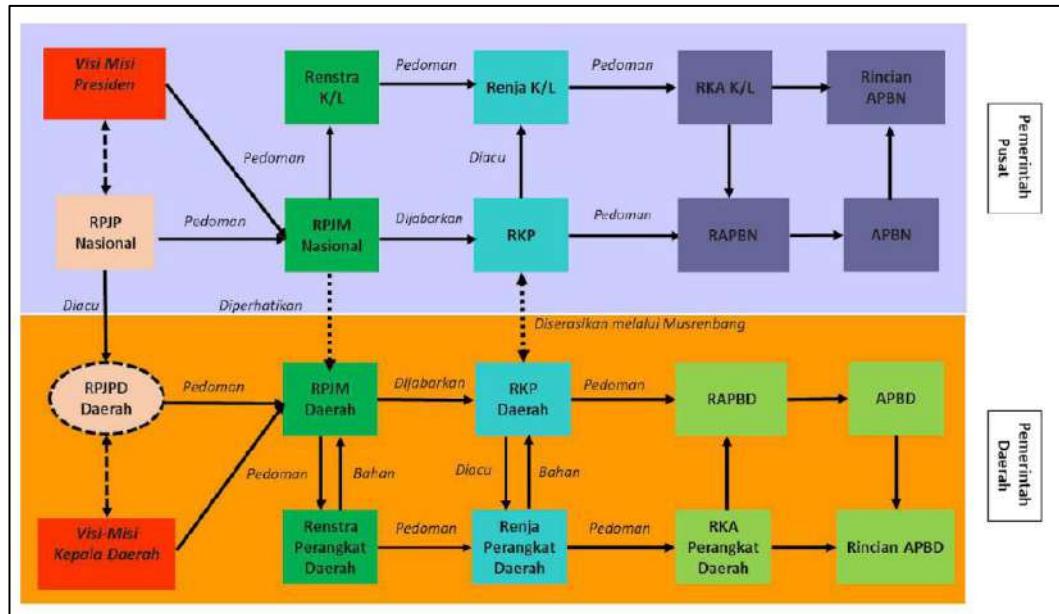 Visi Misi
Presiden
Renstra
K/L
Pedoman
Renja K/L
Pedoman
RKA K/L
Rincian
APBN
Pedoman
Diacu
RPJP
Nasional
Pedoman
RPJM
Nasional
Dijabarkan
RKP
Pedoman
RAPBN
APBN
Pemerintah
Pusat
Diacu
Diperhatikan
Diserasikan melalui Musrenbang
RPJPD
Daerah
Pedoman
RPJM
Daerah
Dijabarkan
RKP
Daerah
Pedoman
RAPBD
APBD
Pedoman
Bahan
Diacu
Bahan
Visi-Misi
Kepala Daerah
Renstra
Perangkat
Daerah
Pedoman
Renja
Perangkat
Daerah
Pedoman
RKA
Perangkat
Daerah
Rincian APBD
Pemerintah
Daerah